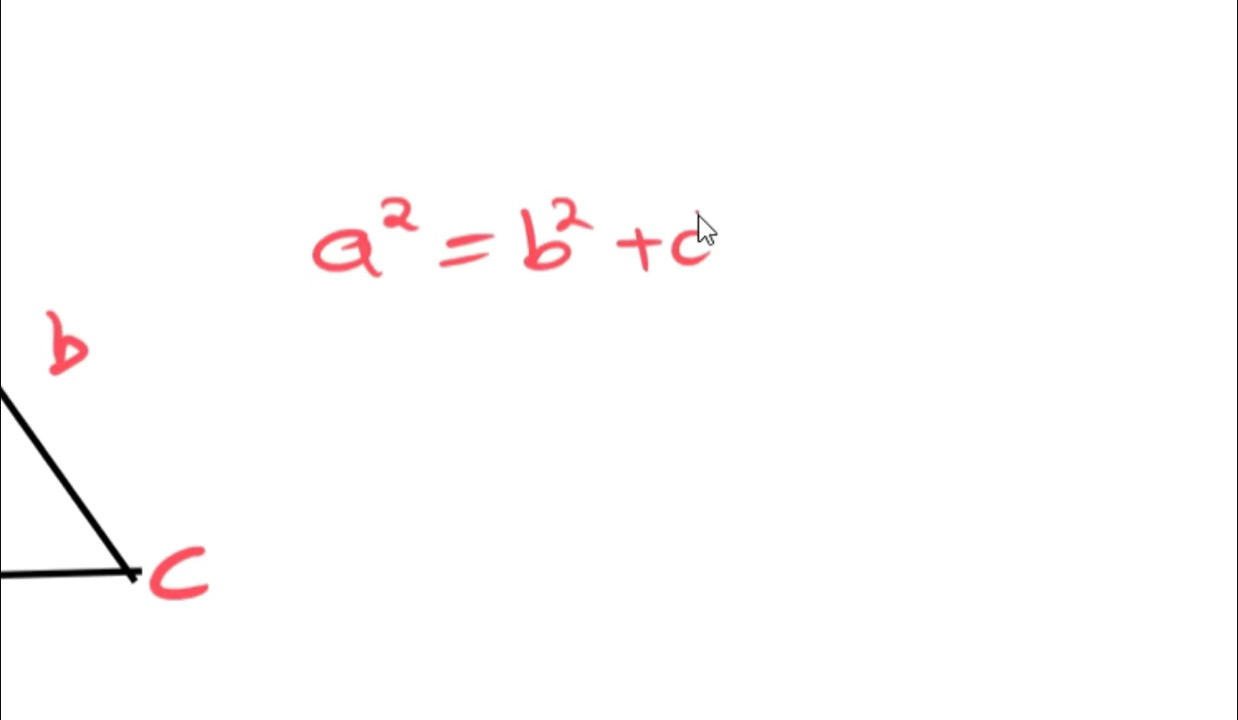 a² = b² + c
b
C